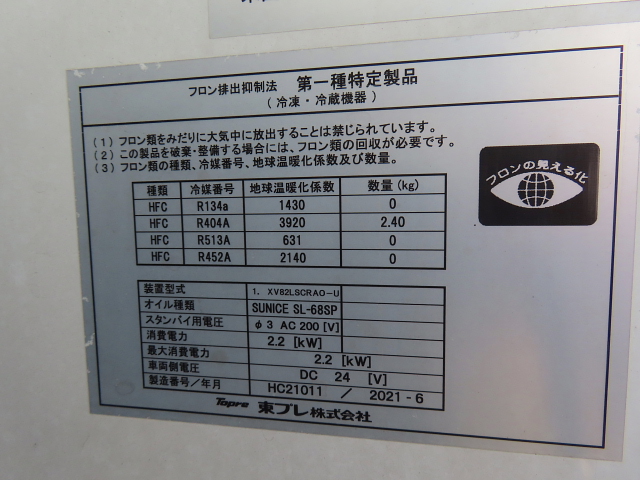 フロン排出抑制法 第一種特定製品
(冷凍・冷蔵機器)
(1) フロン類をみだりに大気中に放出することは禁じられています。
(2) この製品を破棄・整備する場合には、フロン類の回収が必要です。
(3) フロン類の種類、冷媒番号、地球温暖化係数及び数量。
フロンの見える化
種類 冷媒番号 地球温暖化係数 数量(kg)
HFC R134a 1430 0
HFC R404A 3920 2.40
HFC R513A 631 0
HFC R452A 2140 0
装置型式 1. XV82LSCRAO-U
オイル種類 SUNICE SL-68SP
スタンバイ用電圧 φ3 AC 200 [V]
消費電力 2.2 [kW]
最大消費電力 2.2 [kW]
車両側電圧 DC 24 [V]
製造番号/年月 HC21011 / 2021-6
Topre 東プレ株式会社